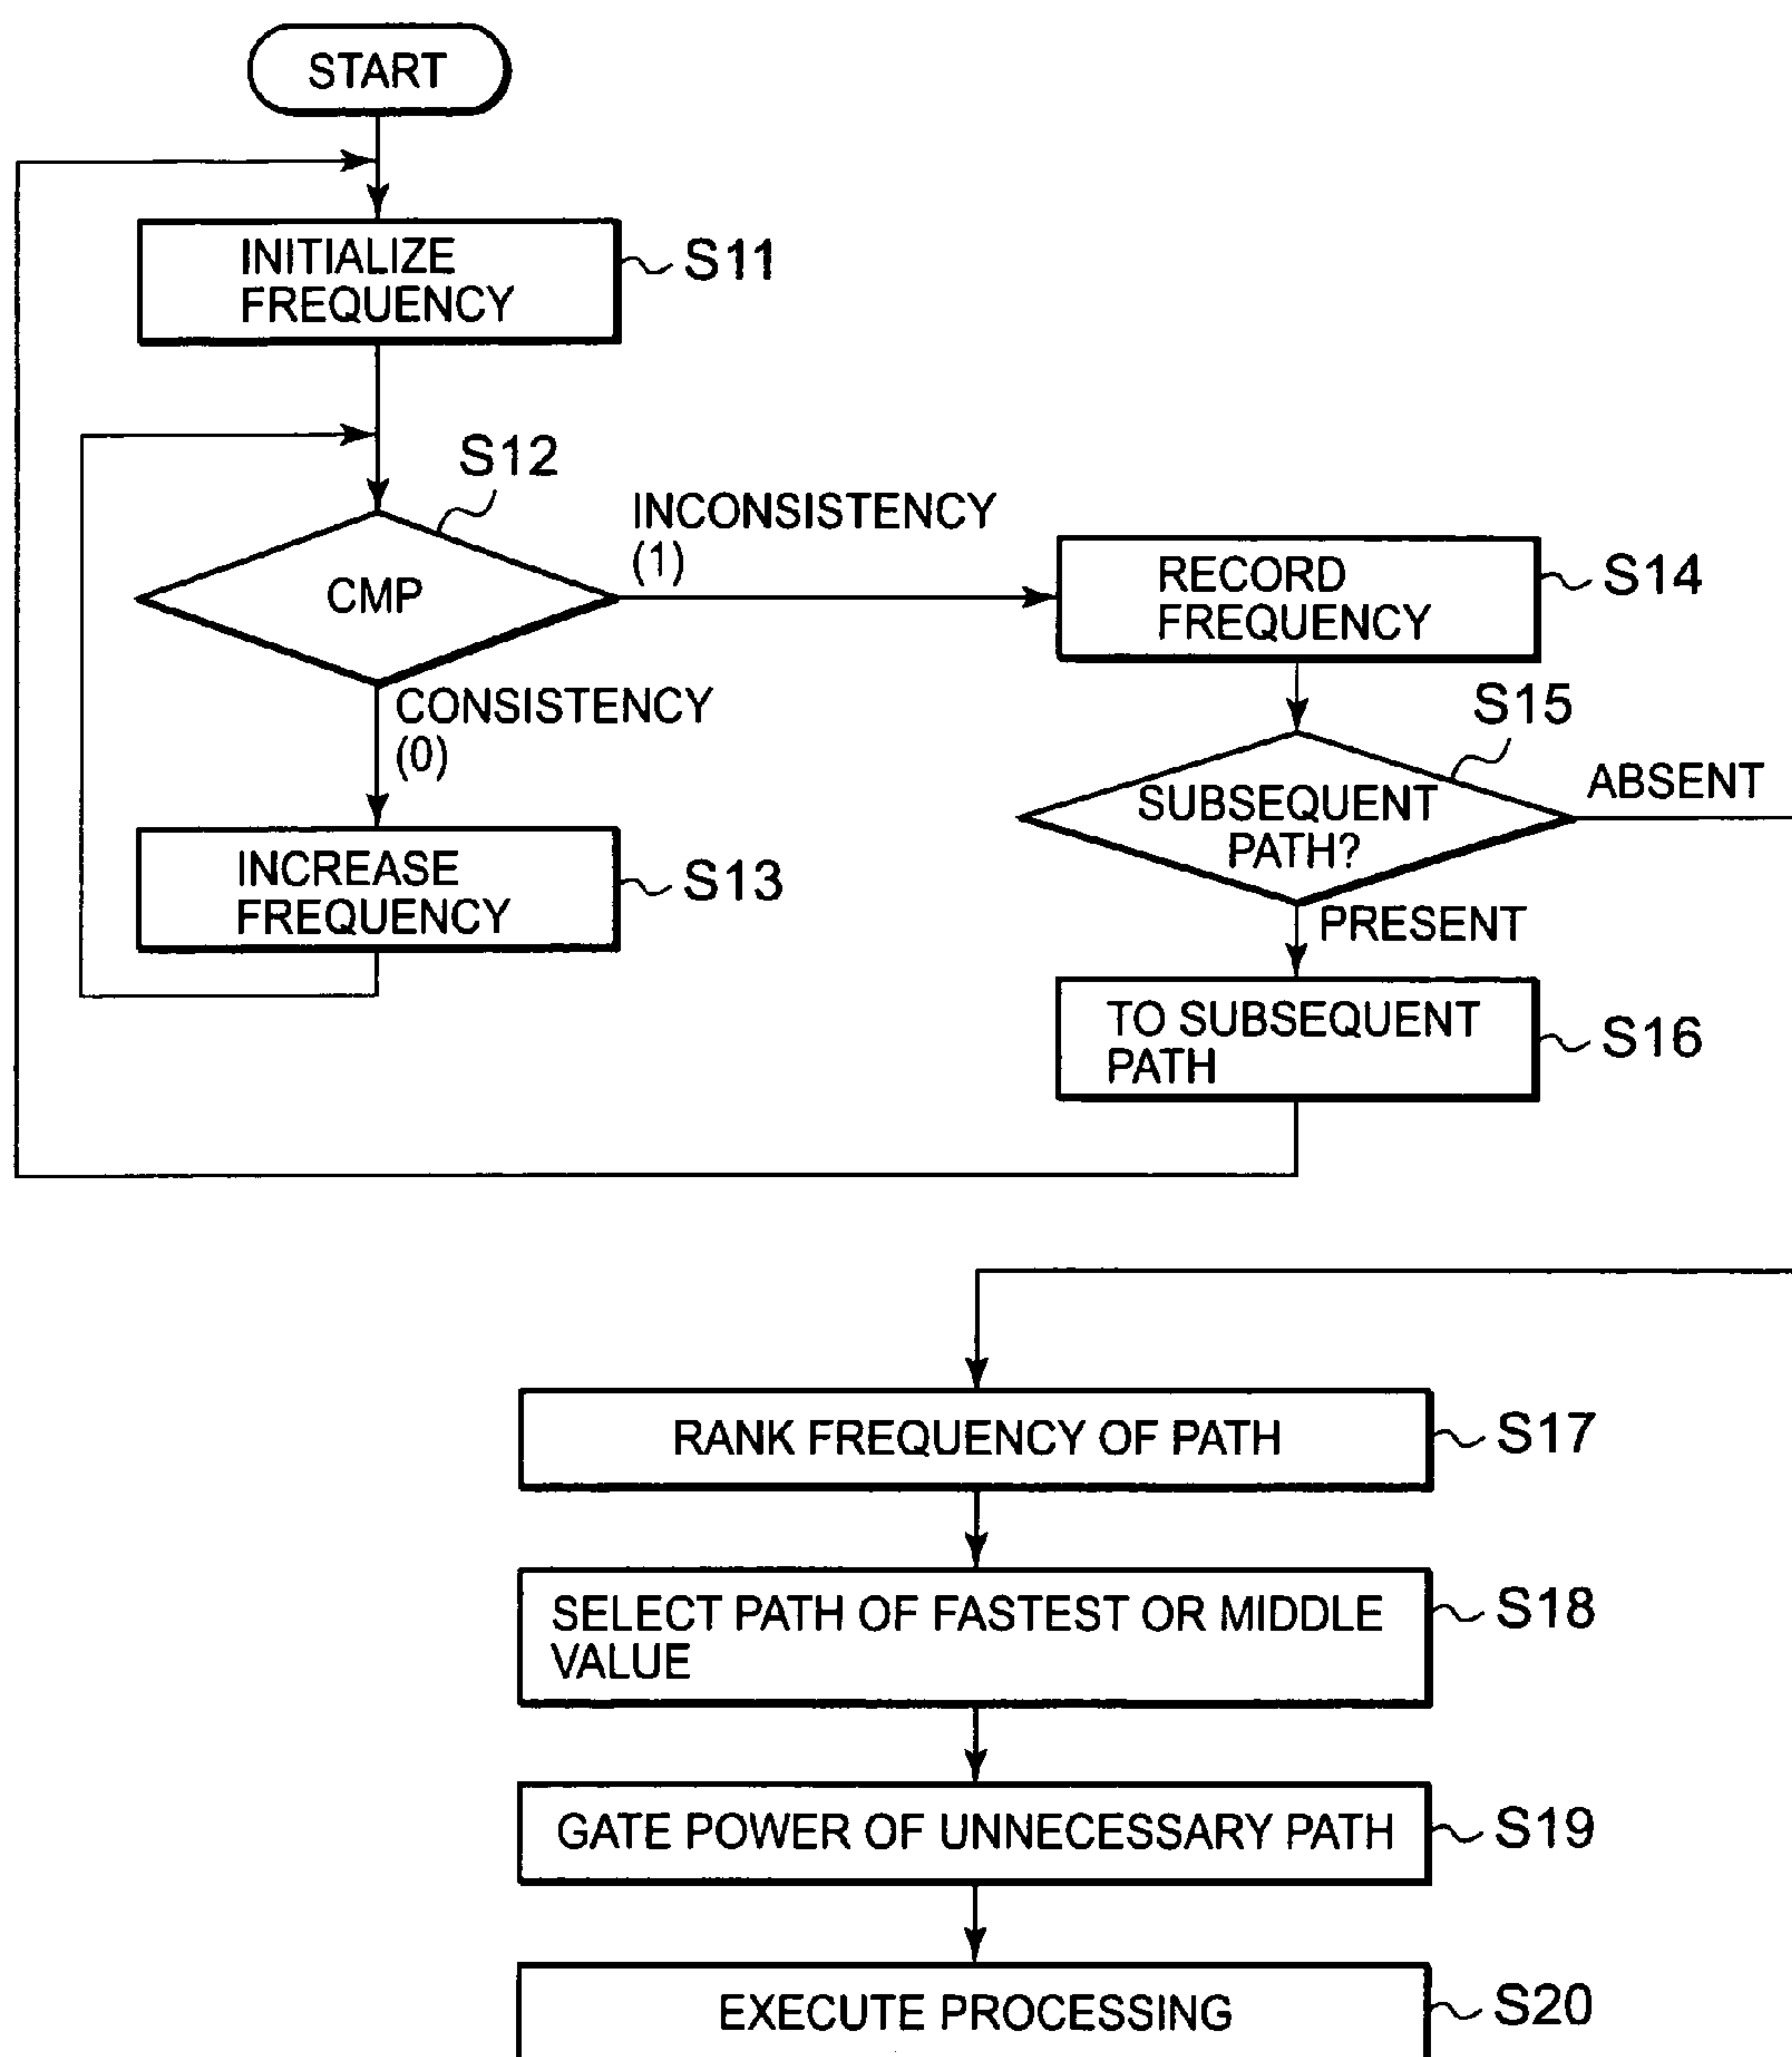 START
INITIALIZE
FREQUENCY
S11
S12
CMP
INCONSISTENCY
(1)
CONSISTENCY
(0)
INCREASE
FREQUENCY
S13
RECORD
FREQUENCY
S14
S15
SUBSEQUENT
PATH?
ABSENT
PRESENT
TO SUBSEQUENT
PATH
S16
RANK FREQUENCY OF PATH
S17
SELECT PATH OF FASTEST OR MIDDLE
VALUE
S18
GATE POWER OF UNNECESSARY PATH
S19
EXECUTE PROCESSING
S20